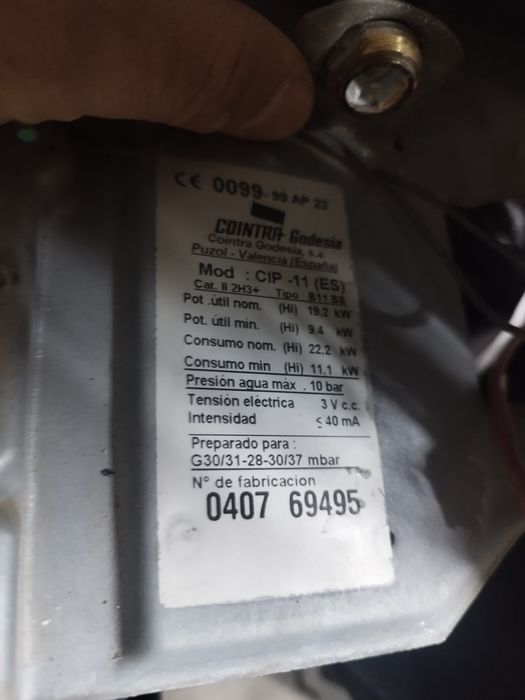 CE 0099- 99 AP 22
COINTRA Godesia
Cointra Godesia, s.a.
Puzol - Valencia (España)
Mod : CIP -11 (ES)
Cat. II 2H3+ Tipo B11 BS
Pot .útil nom. (Hi) 19.2 kW
Pot. útil min. (Hi) 9,4 kW
Consumo nom. (Hi) 22,2 kW
Consumo min (Hi) 11,1 kW
Presión agua máx . 10 bar
Tensión eléctrica 3 V c.c.
Intensidad ≤ 40 mA
Preparado para :
G30/31-28-30/37 mbar
Nº de fabricacion
0407 69495